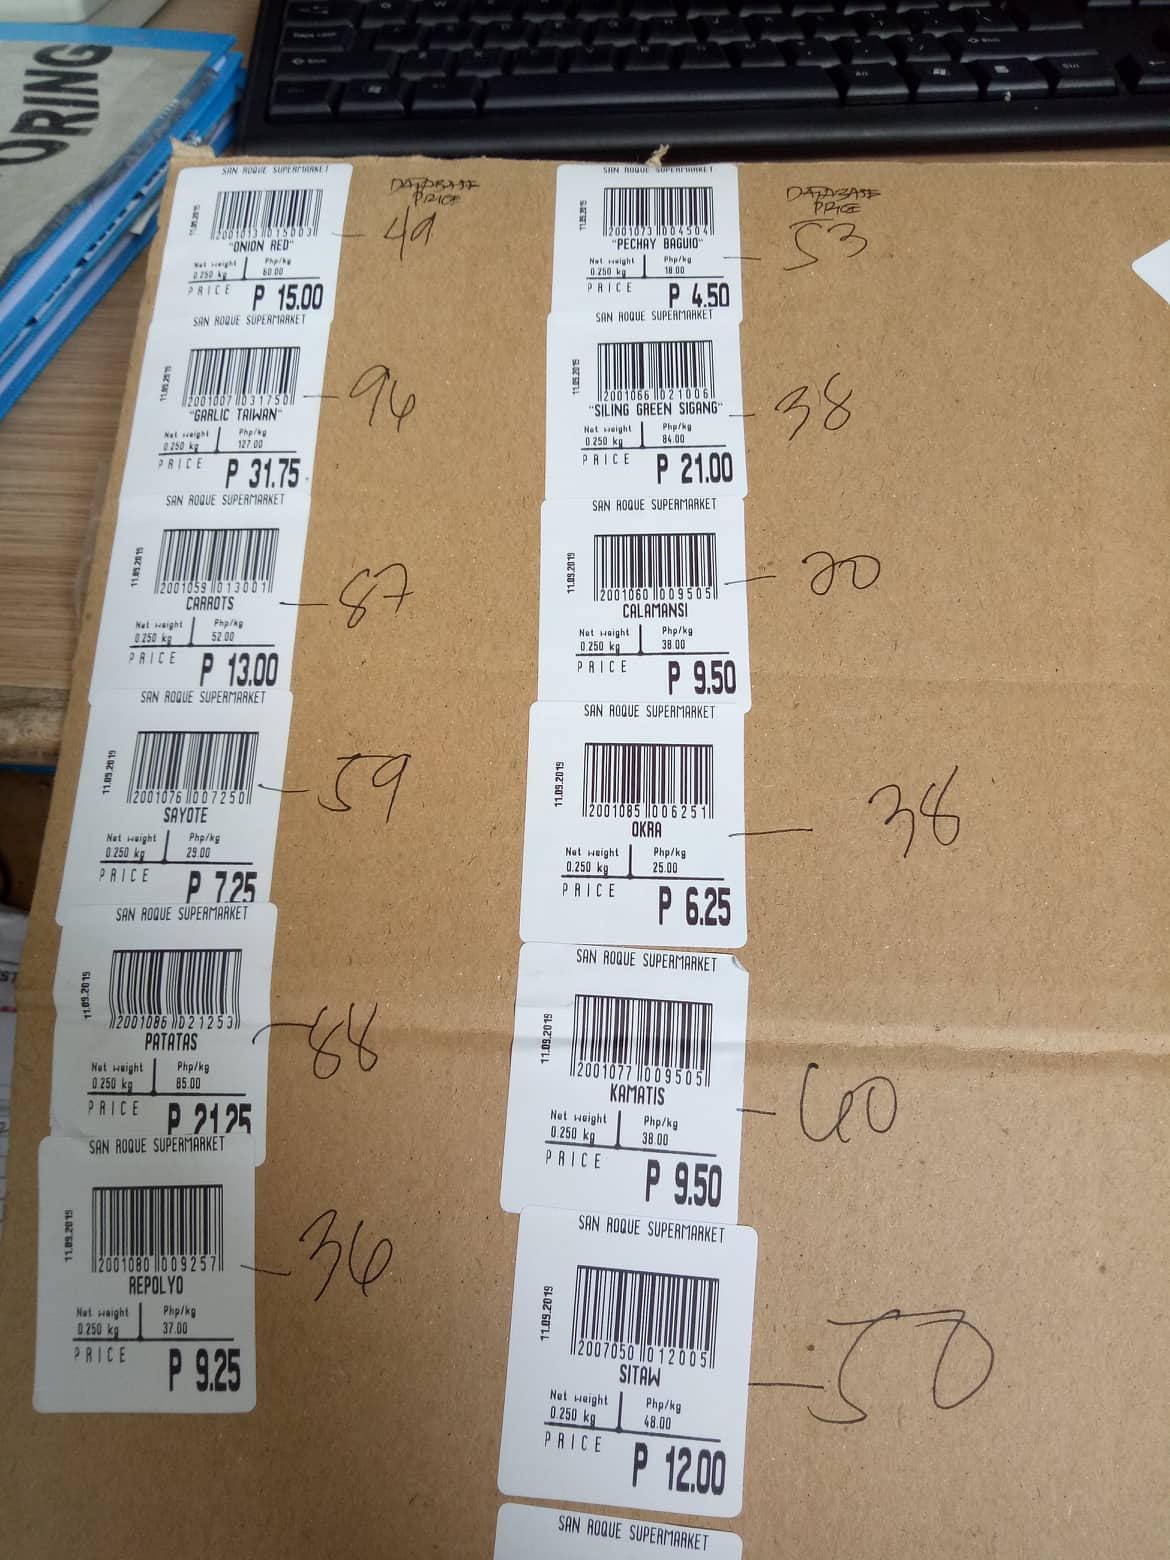 ORING
SAN ROQUE SUPERMARKET
11.09.2019
2001053 015003
"ONION RED"
Net weight Php/kg
0.250 kg 60.00
PRICE P 15.00
DATABASE
PRICE
49
SAN ROQUE SUPERMARKET
11.09.2019
2001007 031750
"GARLIC TAIWAN"
Net weight Php/kg
0.250 kg 127.00
PRICE P 31.75
96
SAN ROQUE SUPERMARKET
11.09.2019
2001059 013001
CARROTS
Net weight Php/kg
0.250 kg 52.00
PRICE P 13.00
87
SAN ROQUE SUPERMARKET
11.09.2019
2001076 007250
SAYOTE
Net weight Php/kg
0.250 kg 29.00
PRICE P 7.25
59
SAN ROQUE SUPERMARKET
11.09.2019
2001086 021253
PATATAS
Net weight Php/kg
0.250 kg 85.00
PRICE P 21.25
88
SAN ROQUE SUPERMARKET
11.09.2019
2001080 009257
REPOLYO
Net weight Php/kg
0.250 kg 37.00
PRICE P 9.25
36
SAN ROQUE SUPERMARKET
11.09.2019
2001073 004504
"PECHAY BAGUIO"
Net weight Php/kg
0.250 kg 18.00
PRICE P 4.50
DATABASE
PRICE
53
SAN ROQUE SUPERMARKET
11.09.2019
2001066 021006
"SILING GREEN SIGANG"
Net weight Php/kg
0.250 kg 84.00
PRICE P 21.00
38
SAN ROQUE SUPERMARKET
11.09.2019
2001060 009505
CALAMANSI
Net weight Php/kg
0.250 kg 38.00
PRICE P 9.50
20
SAN ROQUE SUPERMARKET
11.09.2019
2001085 006251
OKRA
Net weight Php/kg
0.250 kg 25.00
PRICE P 6.25
38
SAN ROQUE SUPERMARKET
11.09.2019
2001077 009505
KAMATIS
Net weight Php/kg
0.250 kg 38.00
PRICE P 9.50
60
SAN ROQUE SUPERMARKET
11.09.2019
2007050 012005
SITAW
Net weight Php/kg
0.250 kg 48.00
PRICE P 12.00
50
SAN ROQUE SUPERMARKET